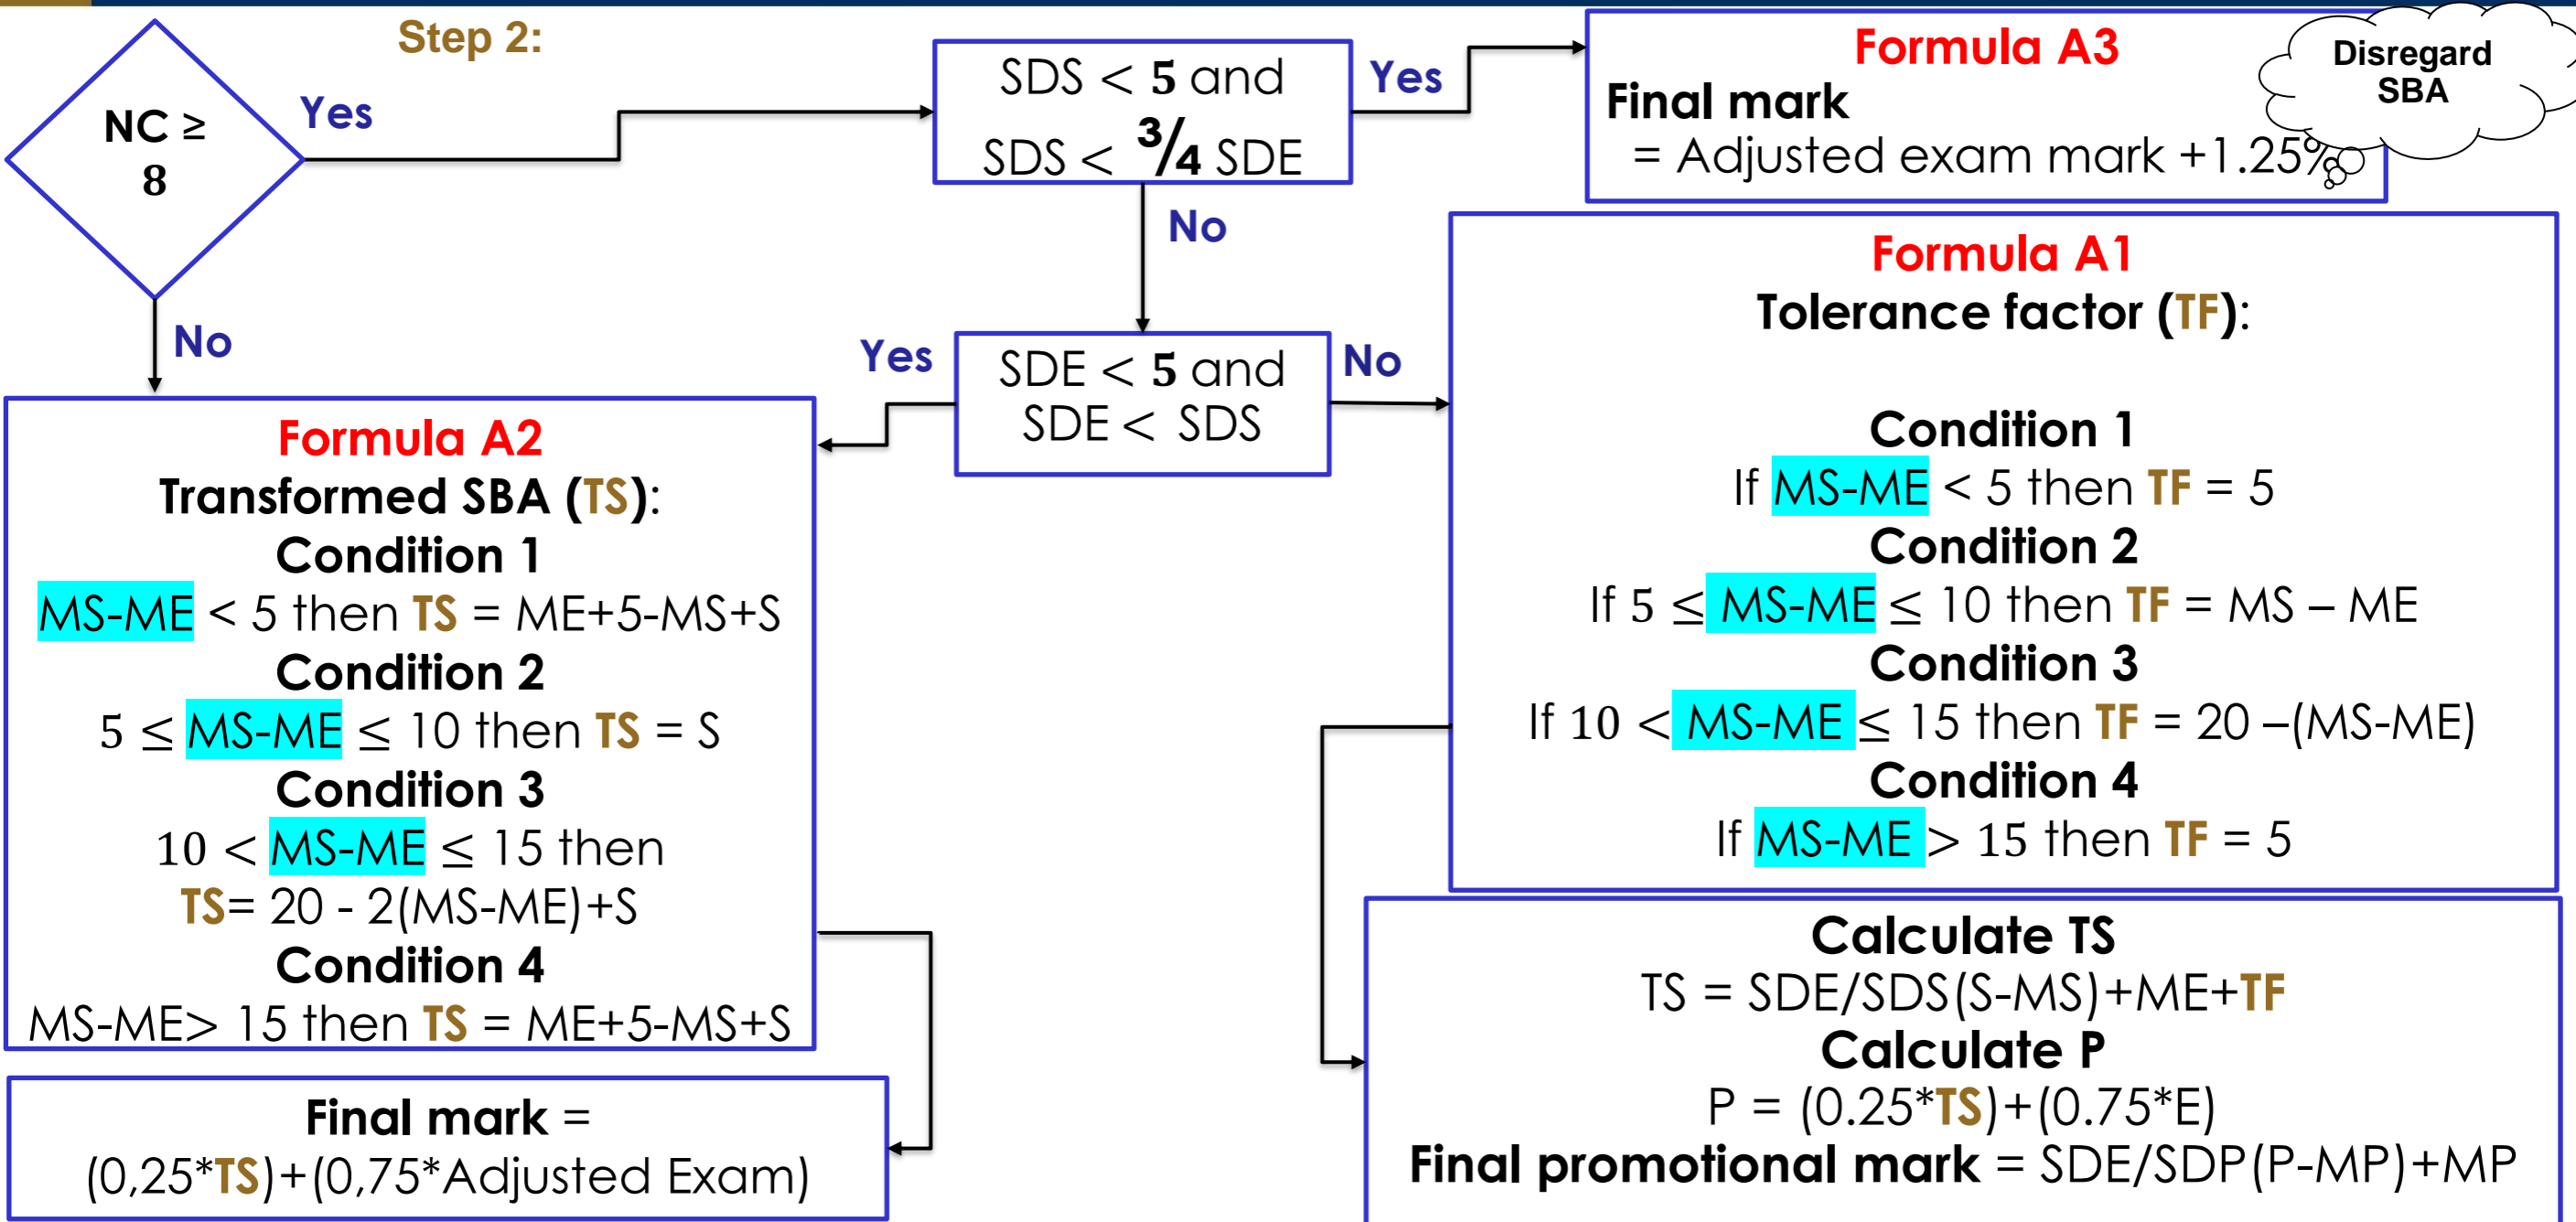 Step 2:
NC ≥
8
Yes
No
SDS < 5 and
SDS < ¾ SDE
Yes
No
Formula A3
Final mark
= Adjusted exam mark +1.25%
Disregard
SBA
SDE < 5 and
SDE < SDS
Yes
No
Formula A2
Transformed SBA (TS):
Condition 1
MS-ME < 5 then TS = ME+5-MS+S
Condition 2
5 ≤ MS-ME ≤ 10 then TS = S
Condition 3
10 < MS-ME ≤ 15 then
TS= 20 - 2(MS-ME)+S
Condition 4
MS-ME> 15 then TS = ME+5-MS+S
Final mark =
(0,25*TS)+(0,75*Adjusted Exam)
Formula A1
Tolerance factor (TF):
Condition 1
If MS-ME < 5 then TF = 5
Condition 2
If 5 ≤ MS-ME ≤ 10 then TF = MS – ME
Condition 3
If 10 < MS-ME ≤ 15 then TF = 20 –(MS-ME)
Condition 4
If MS-ME > 15 then TF = 5
Calculate TS
TS = SDE/SDS(S-MS)+ME+TF
Calculate P
P = (0.25*TS)+(0.75*E)
Final promotional mark = SDE/SDP(P-MP)+MP